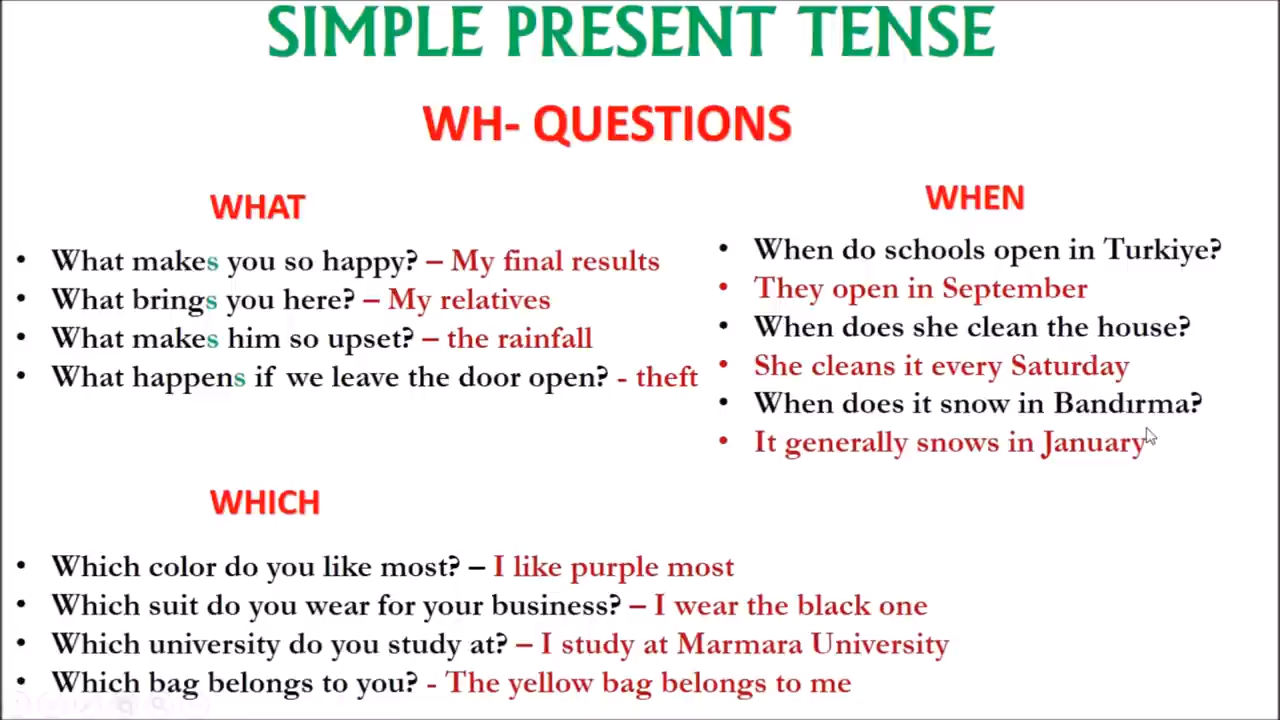 SIMPLE PRESENT TENSE
WH- QUESTIONS
WHAT
• What makes you so happy? – My final results
• What brings you here? – My relatives
• What makes him so upset? – the rainfall
• What happens if we leave the door open? - theft
WHEN
• When do schools open in Turkiye?
• They open in September
• When does she clean the house?
• She cleans it every Saturday
• When does it snow in Bandırma?
• It generally snows in January
WHICH
• Which color do you like most? – I like purple most
• Which suit do you wear for your business? – I wear the black one
• Which university do you study at? – I study at Marmara University
• Which bag belongs to you? - The yellow bag belongs to me